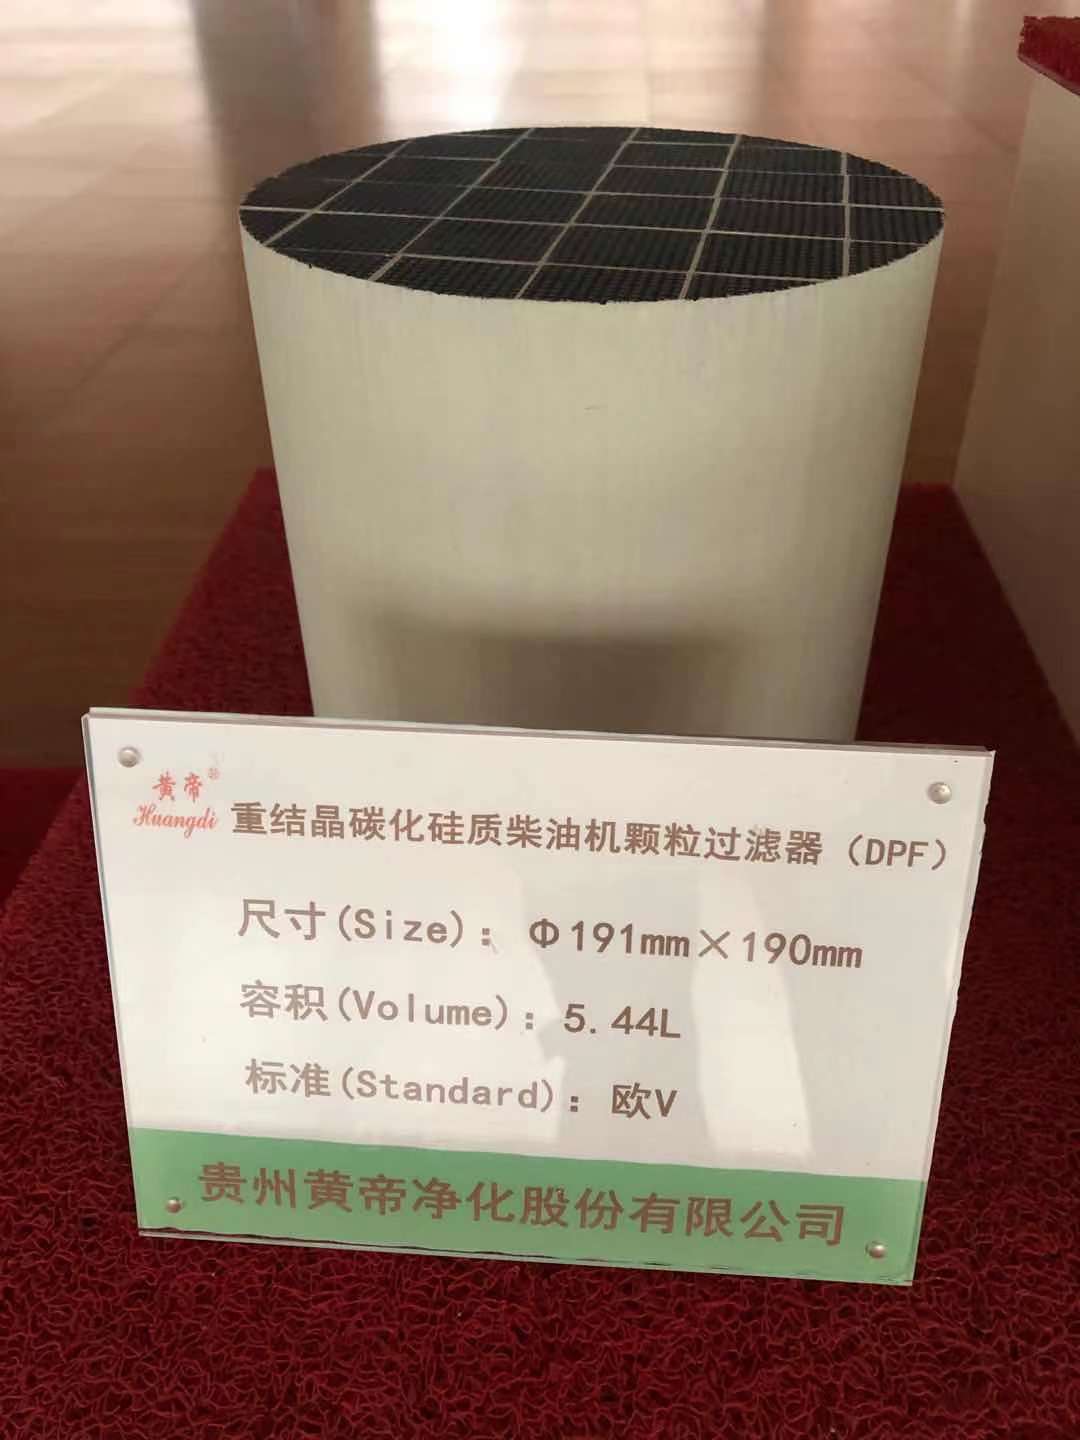 黄帝®
Huangdi
重结晶碳化硅质柴油机颗粒过滤器（DPF）
尺寸(Size)：Φ191mm×190mm
容积(Volume)：5.44L
标准(Standard)：欧V
贵州黄帝净化股份有限公司